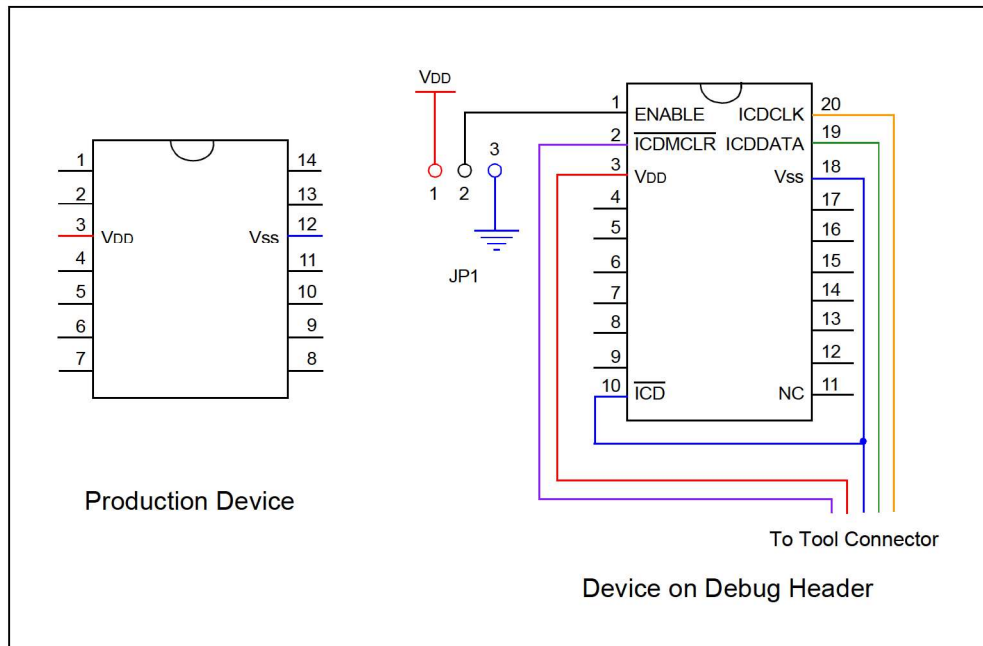 VDD
1 2 3
JP1
1 14
2 13
3 VDD VSS 12
4 11
5 10
6 9
7 8
Production Device
1 ENABLE ICDCLK 20
2 ICDMCLR ICDDATA 19
3 VDD VSS 18
4 17
5 16
6 15
7 14
8 13
9 12
10 ICD NC 11
To Tool Connector
Device on Debug Header